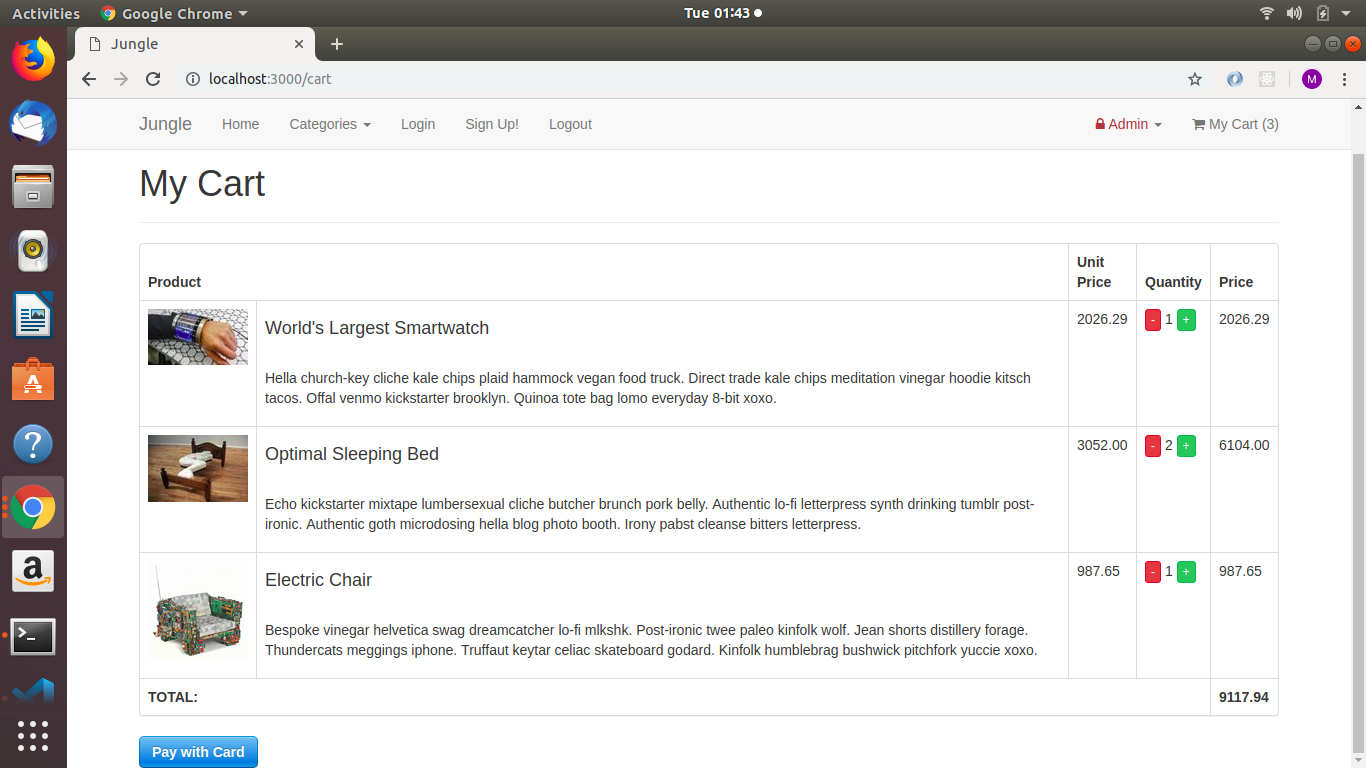 Activities Google Chrome Tue 01:43
Jungle
localhost:3000/cart M
Jungle Home Categories Login Sign Up! Logout Admin My Cart (3)
My Cart
Product Unit Price Quantity Price
World's Largest Smartwatch 2026.29 - 1 + 2026.29
Hella church-key cliche kale chips plaid hammock vegan food truck. Direct trade kale chips meditation vinegar hoodie kitsch
tacos. Offal venmo kickstarter brooklyn. Quinoa tote bag lomo everyday 8-bit xoxo.
Optimal Sleeping Bed 3052.00 - 2 + 6104.00
Echo kickstarter mixtape lumbersexual cliche butcher brunch pork belly. Authentic lo-fi letterpress synth drinking tumblr post-
ironic. Authentic goth microdosing hella blog photo booth. Irony pabst cleanse bitters letterpress.
Electric Chair 987.65 - 1 + 987.65
Bespoke vinegar helvetica swag dreamcatcher lo-fi mlkshk. Post-ironic twee paleo kinfolk wolf. Jean shorts distillery forage.
Thundercats meggings iphone. Truffaut keytar celiac skateboard godard. Kinfolk humblebrag bushwick pitchfork yuccie xoxo.
TOTAL: 9117.94
Pay with Card